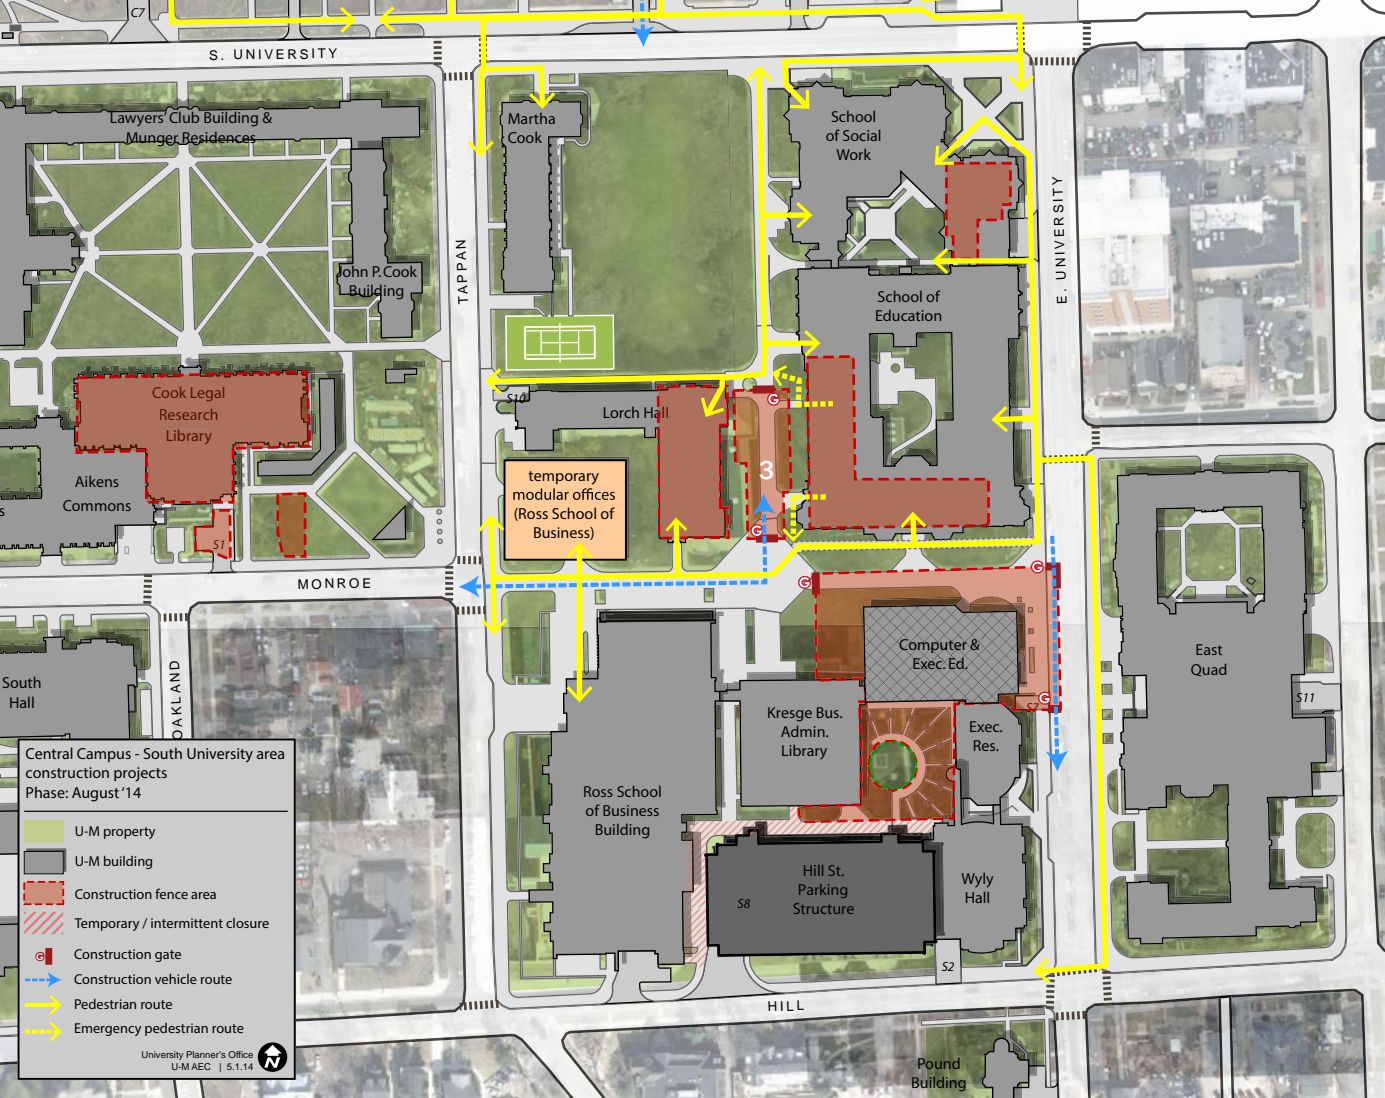 C7
S. UNIVERSITY
Lawyers' Club Building &
Munger Residences
Martha
Cook
School
of Social
Work
E. UNIVERSITY
TAPPAN
John P. Cook
Building
School of
Education
Cook Legal
Research
Library
S10
Lorch Hall
G
3
G
Aikens
Commons
s
temporary
modular offices
(Ross School of
Business)
S1
MONROE
G
G
Computer &
Exec. Ed.
East
Quad
OAKLAND
South
Hall
G
S7
S11
Kresge Bus.
Admin.
Library
Exec.
Res.
Ross School
of Business
Building
Hill St.
Parking
Structure
S8
Wyly
Hall
S2
HILL
Pound
Building
Central Campus - South University area
construction projects
Phase: August '14
U-M property
U-M building
Construction fence area
Temporary / intermittent closure
G
Construction gate
Construction vehicle route
Pedestrian route
Emergency pedestrian route
University Planner's Office
U-M AEC | 5.1.14
N